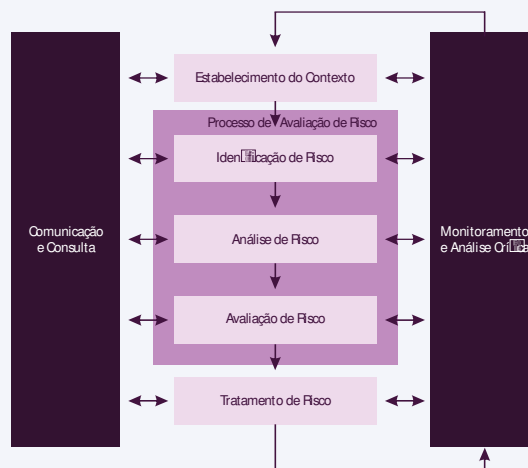 Estabelecimento do Contexto
Processo de Avaliação de Risco
de Risco
Comunicação
e Consulta
Análise de Risco
Monitoramento
e Análise
Avaliação de Risco
Tratamento de Risco